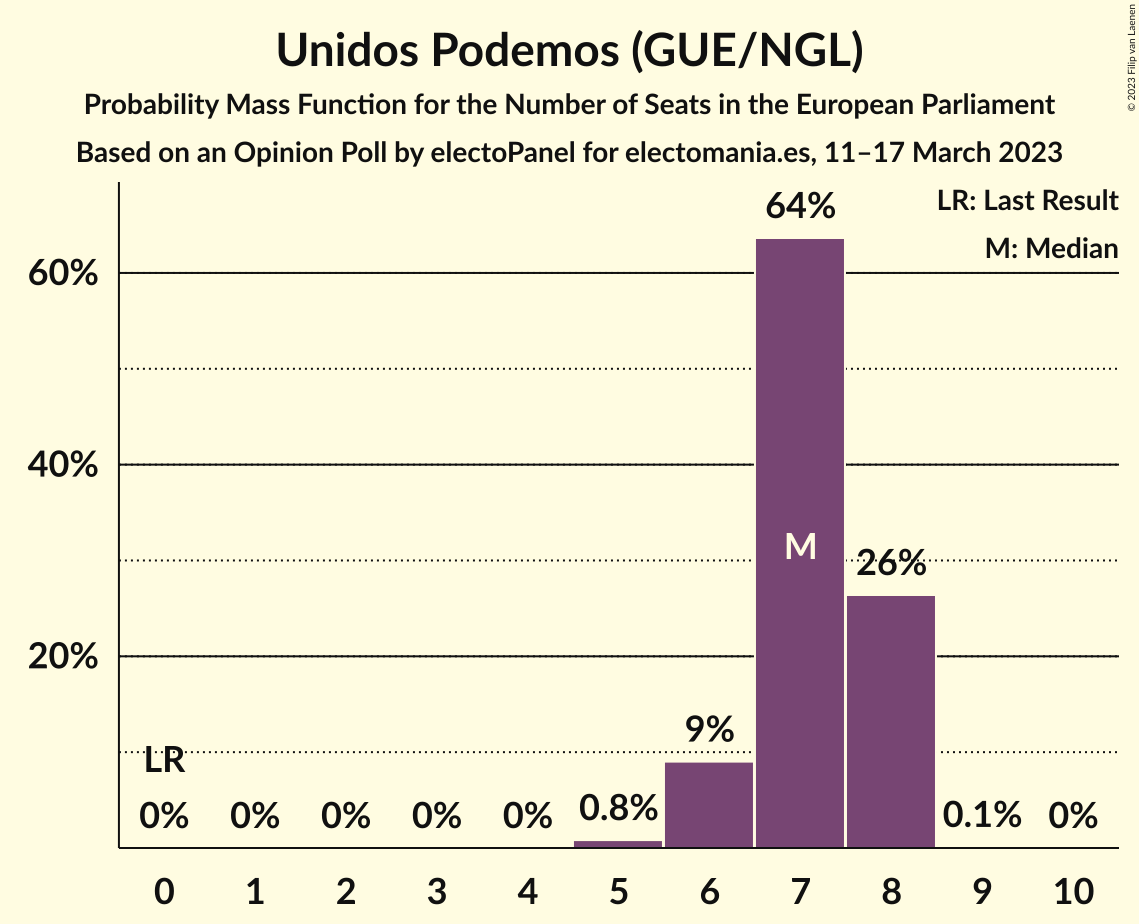 Unidos Podemos (GUE/NGL)
Probability Mass Function for the Number of Seats in the European Parliament
Based on an Opinion Poll by electoPanel for electomania.es, 11–17 March 2023
© 2023 Filip van Laenen
LR: Last Result
M: Median
64%
60%
40%
M
26%
20%
9%
LR
0%
0%
0%
0%
0%
0.8%
0.1%
0%
0 1 2 3 4 5 6 7 8 9 10